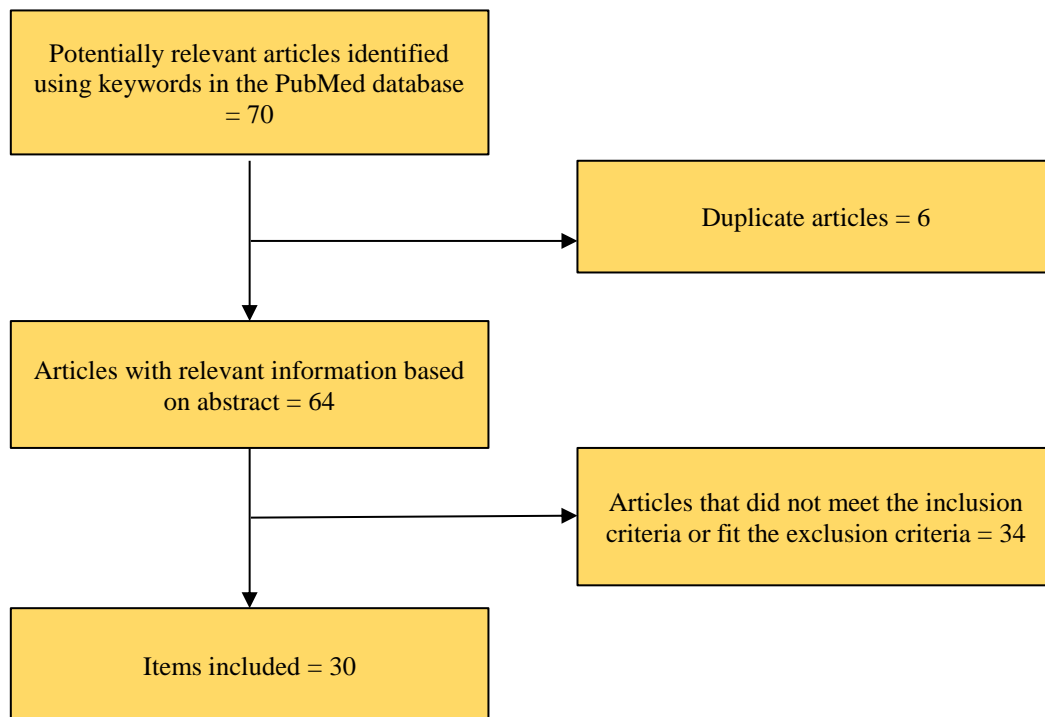 Potentially relevant articles identified
using keywords in the PubMed database
= 70
Duplicate articles = 6
Articles with relevant information based
on abstract = 64
Articles that did not meet the inclusion
criteria or fit the exclusion criteria = 34
Items included = 30